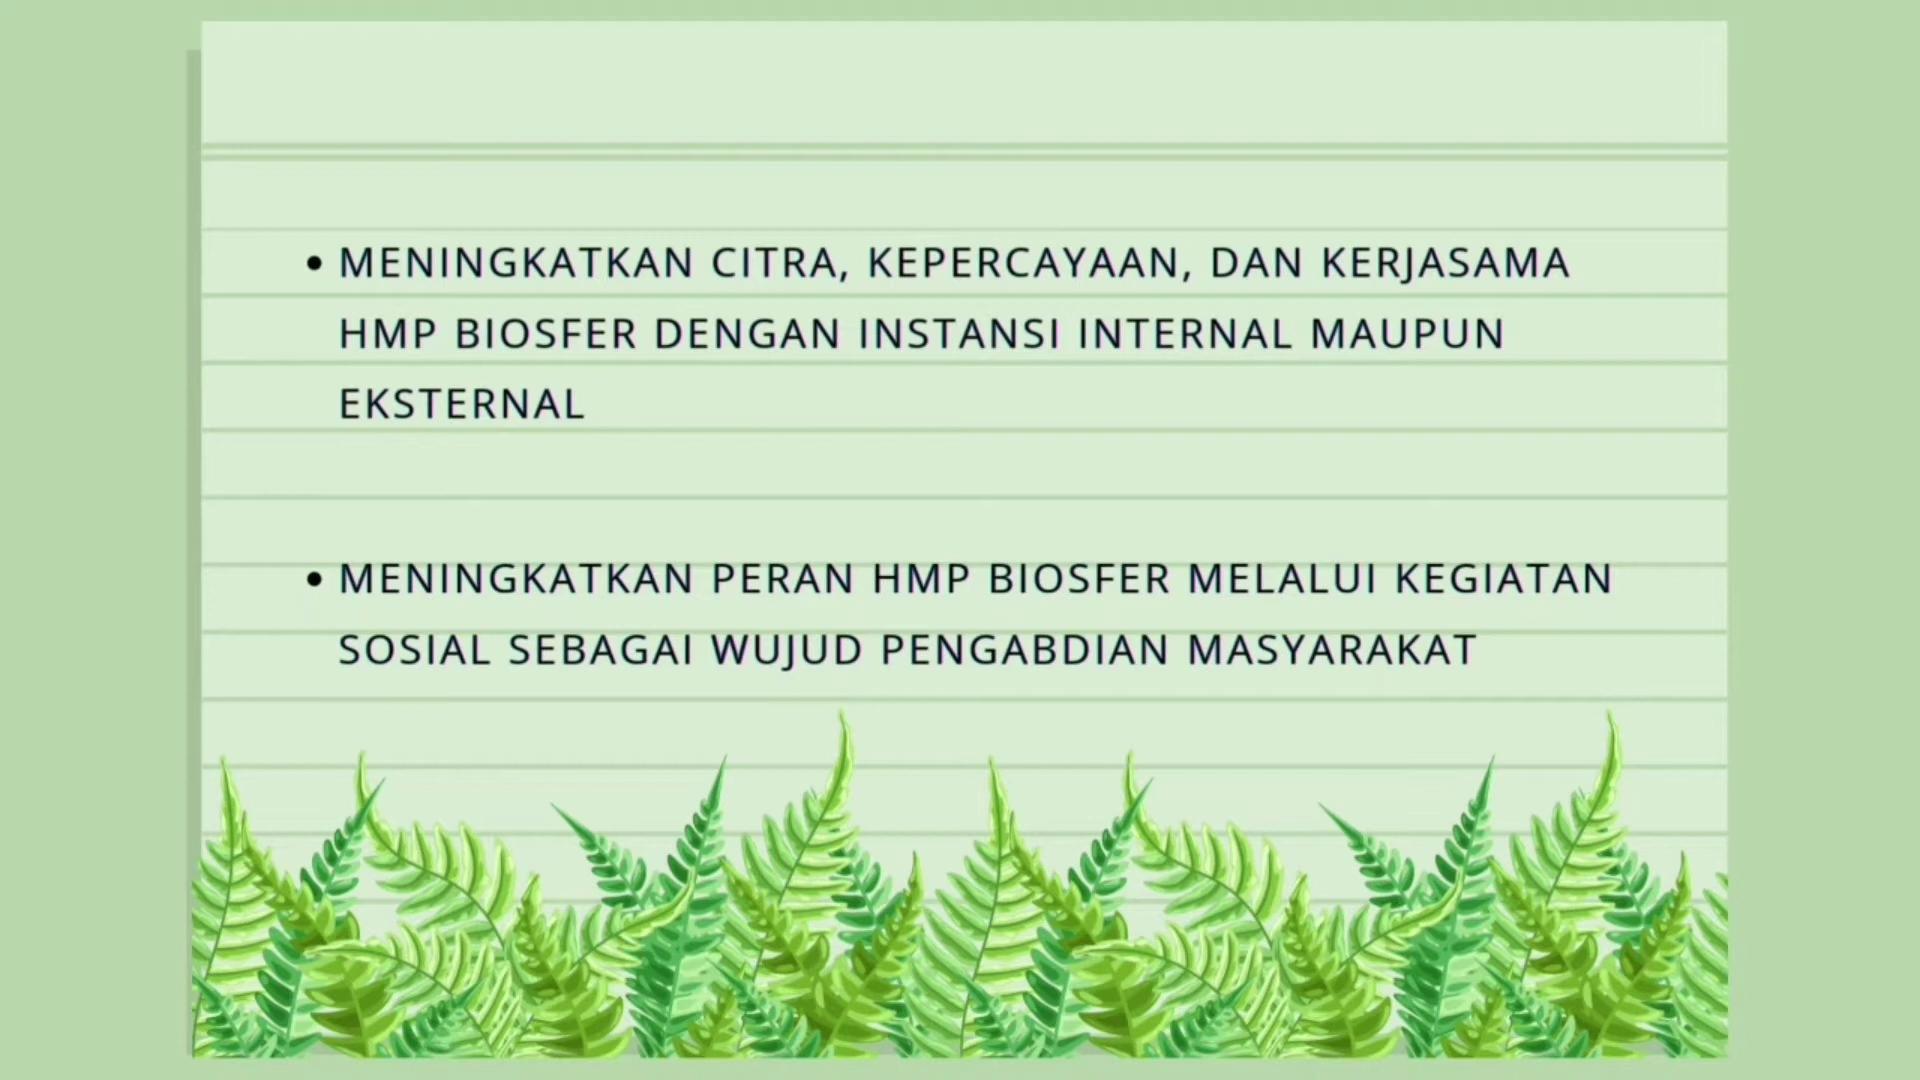 • MENINGKATKAN CITRA, KEPERCAYAAN, DAN KERJASAMA
HMP BIOSFER DENGAN INSTANSI INTERNAL MAUPUN
EKSTERNAL
• MENINGKATKAN PERAN HMP BIOSFER MELALUI KEGIATAN
SOSIAL SEBAGAI WUJUD PENGABDIAN MASYARAKAT